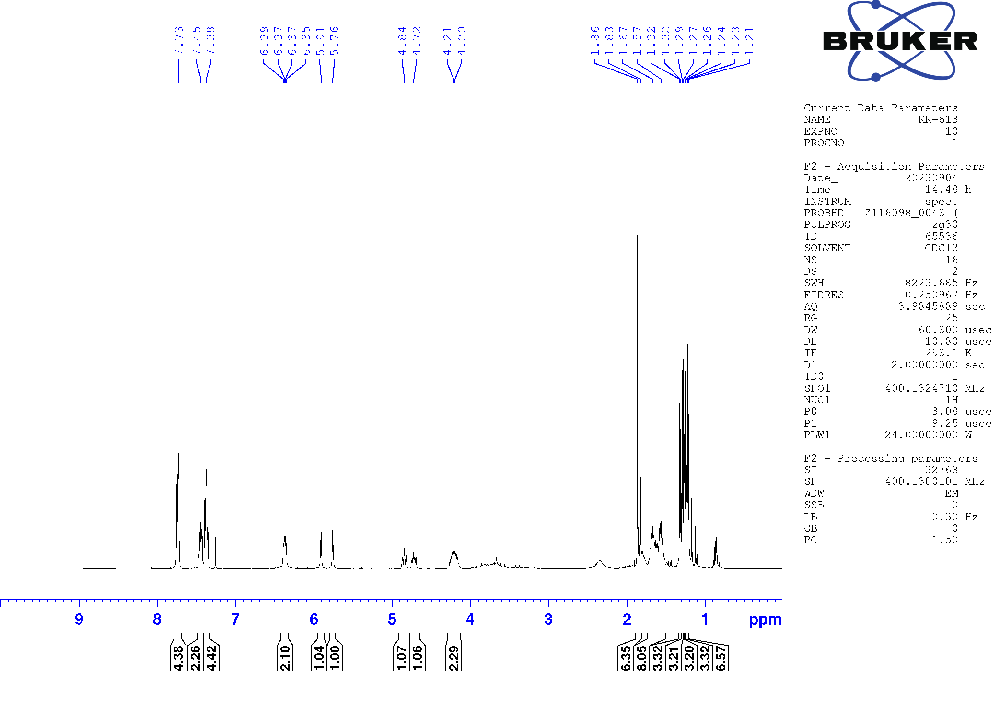 7.73
7.45
7.38
6.39
6.37
6.37
6.35
5.91
5.76
4.84
4.72
4.21
4.20
1.86
1.83
1.67
1.57
1.32
1.32
1.29
1.27
1.26
1.24
1.23
1.21
BRUKER
Current Data Parameters
NAME KK-613
EXPNO 10
PROCNO 1
F2 - Acquisition Parameters
Date_ 20230904
Time 14.48 h
INSTRUM spect
PROBHD Z116098_0048 (
PULPROG zg30
TD 65536
SOLVENT CDCl3
NS 16
DS 2
SWH 8223.685 Hz
FIDRES 0.250967 Hz
AQ 3.9845889 sec
RG 25
DW 60.800 usec
DE 10.80 usec
TE 298.1 K
D1 2.00000000 sec
TD0 1
SFO1 400.1324710 MHz
NUC1 1H
P0 3.08 usec
P1 9.25 usec
PLW1 24.00000000 W
F2 - Processing parameters
SI 32768
SF 400.1300101 MHz
WDW EM
SSB 0
LB 0.30 Hz
GB 0
PC 1.50
9 8 7 6 5 4 3 2 1 ppm
4.38
2.26
4.42
2.10
1.04
1.00
1.07
1.06
2.29
6.35
8.05
3.32
3.21
3.20
3.32
6.57